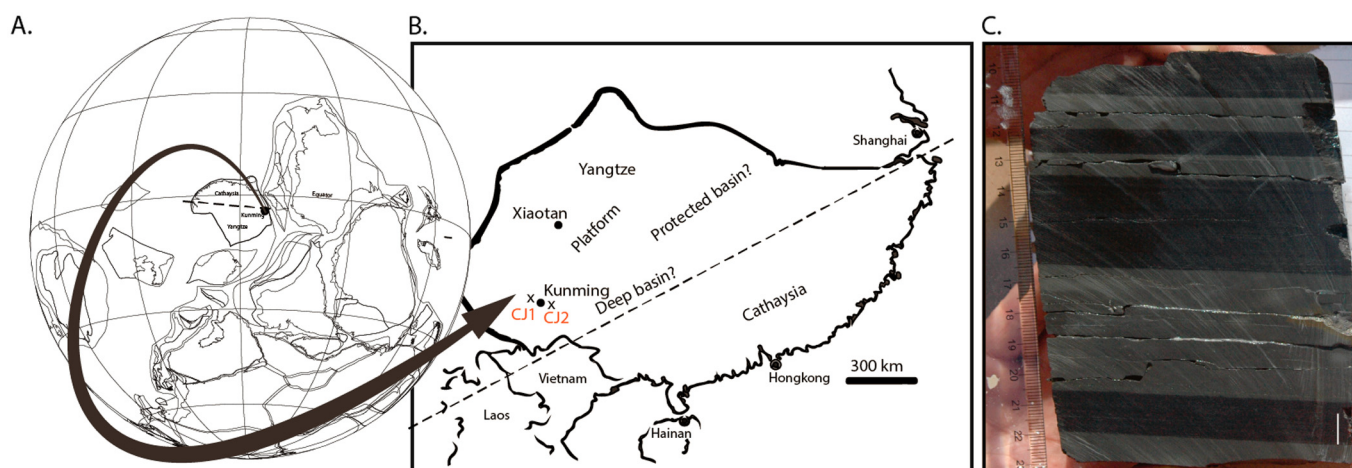 A.
B.
C.
Cathaysia
Equator
Kunming
Yangtze
Shanghai
Yangtze
Platform
Protected basin?
Xiaotan
Deep basin?
Kunming
x
x
CJ1
CJ2
Cathaysia
300 km
Hongkong
Vietnam
Laos
Hainan
13
15
16
17
18
19
20
21
22